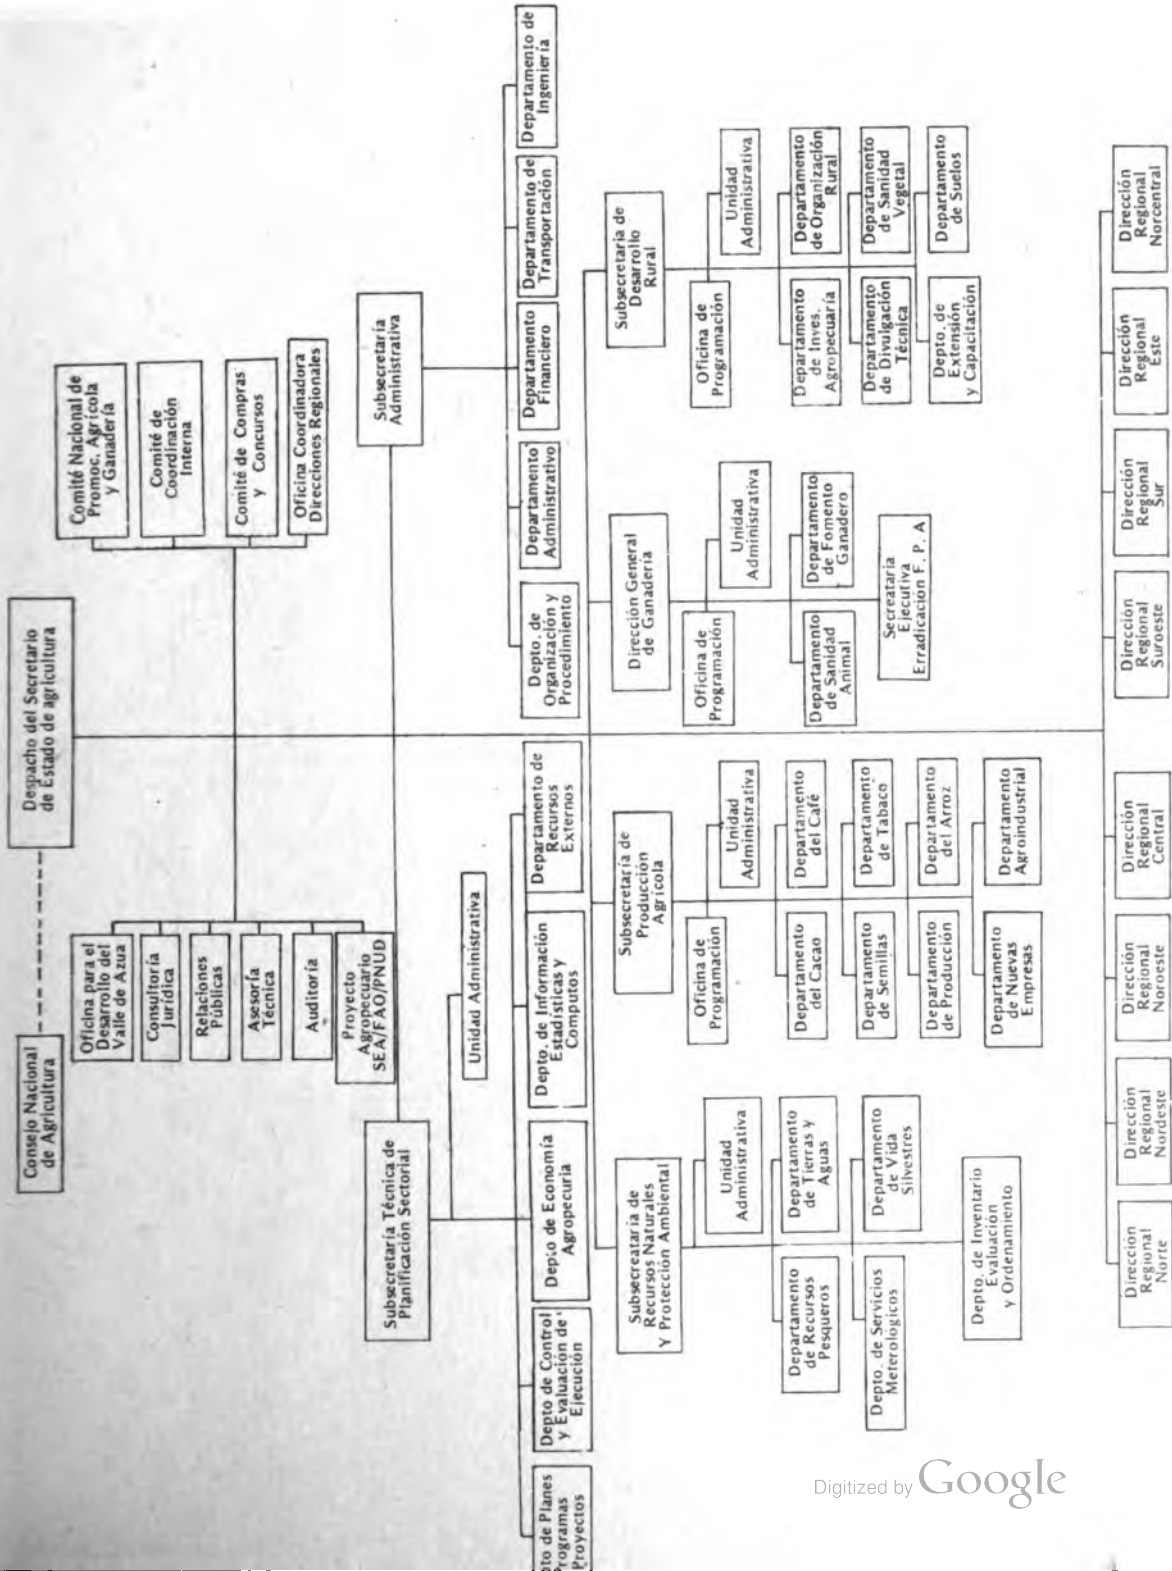 Despacho del Secretario
de Estado de agricultura
Consejo Nacional
de Agricultura
Oficina para el
Desarrollo del
Valle de Azua
Consultoría
Jurídica
Relaciones
Públicas
Asesoría
Técnica
Auditoría
Proyecto
Agropecuario
SEA/FAO/PNUD
Comité Nacional de
Promoc. Agrícola
y Ganadería
Comité de
Coordinación
Interna
Comité de Compras
y Concursos
Oficina Coordinadora
Direcciones Regionales
Subsecretaría Técnica de
Planificación Sectorial
Subsecretaría
Administrativa
Unidad Administrativa
to de Planes
Programas
Proyectos
Depto de Control
y Evaluación de
Ejecución
Depto de Economía
Agropecuria
Depto. de Información
Estadísticas y
Computos
Departamento de
Recursos
Externos
Depto. de
Organización y
Procedimiento
Departamento
Administrativo
Departamento
Financiero
Departamento de
Transportación
Departamento de
Ingeniería
Subsecreataría de
Recursos Naturales
Y Protección Ambiental
Unidad
Administrativa
Departamento
de Recursos
Pesqueros
Departamento
de Tierras y
Aguas
Depto. de Servicios
Meterologicos
Departamento
de Vida
Silvestres
Depto. de Inventario
Evaluación
y Ordenamiento
Subsecretaría de
Producción
Agrícola
Oficina de
Programación
Unidad
Administrativa
Departamento
del Cacao
Departamento
del Café
Departamento
de Semillas
Departamento
de Tabaco
Departamento
de Producción
Departamento
del Arroz
Departamento
de Nuevas
Empresas
Departamento
Agroindustrial
Dirección General
de Ganadería
Oficina de
Programación
Unidad
Administrativa
Departamento
de Sanidad
Animal
Departamento
de Fomento
Ganadero
Secreataria
Ejecutiva
Erradicación F. P. A
Subsecretaria de
Desarrollo
Rural
Oficina de
Programación
Unidad
Administrativa
Departamento
de Inves.
Agropecuaría
Departamento
de Organización
Rural
Departamento
de Divulgación
Técnica
Departamento
de Sanidad
Vegetal
Depto. de
Extensión
y Capacitación
Departamento
de Suelos
Dirección
Regional
Norte
Dirección
Regional
Nordeste
Dirección
Regional
Noroeste
Dirección
Regional
Central
Dirección
Regional
Suroeste
Dirección
Regional
Sur
Dirección
Regional
Este
Dirección
Regional
Norcentral
Digitized by Google